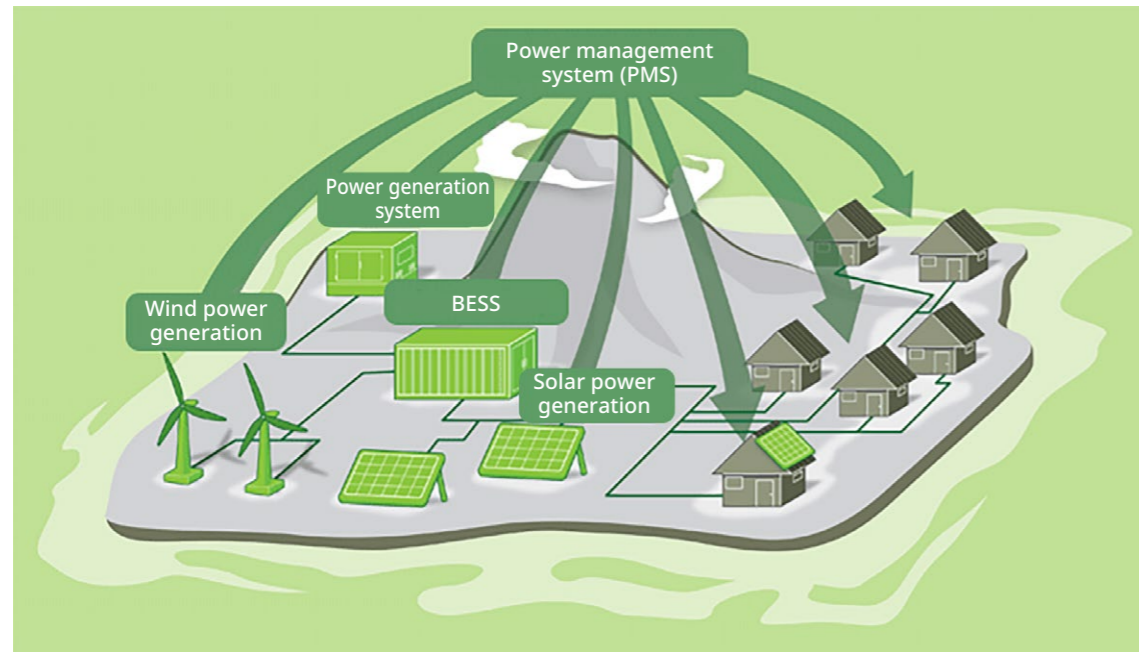 Power management
system (PMS)
Power generation
system
BESS
Wind power
generation
Solar power
generation